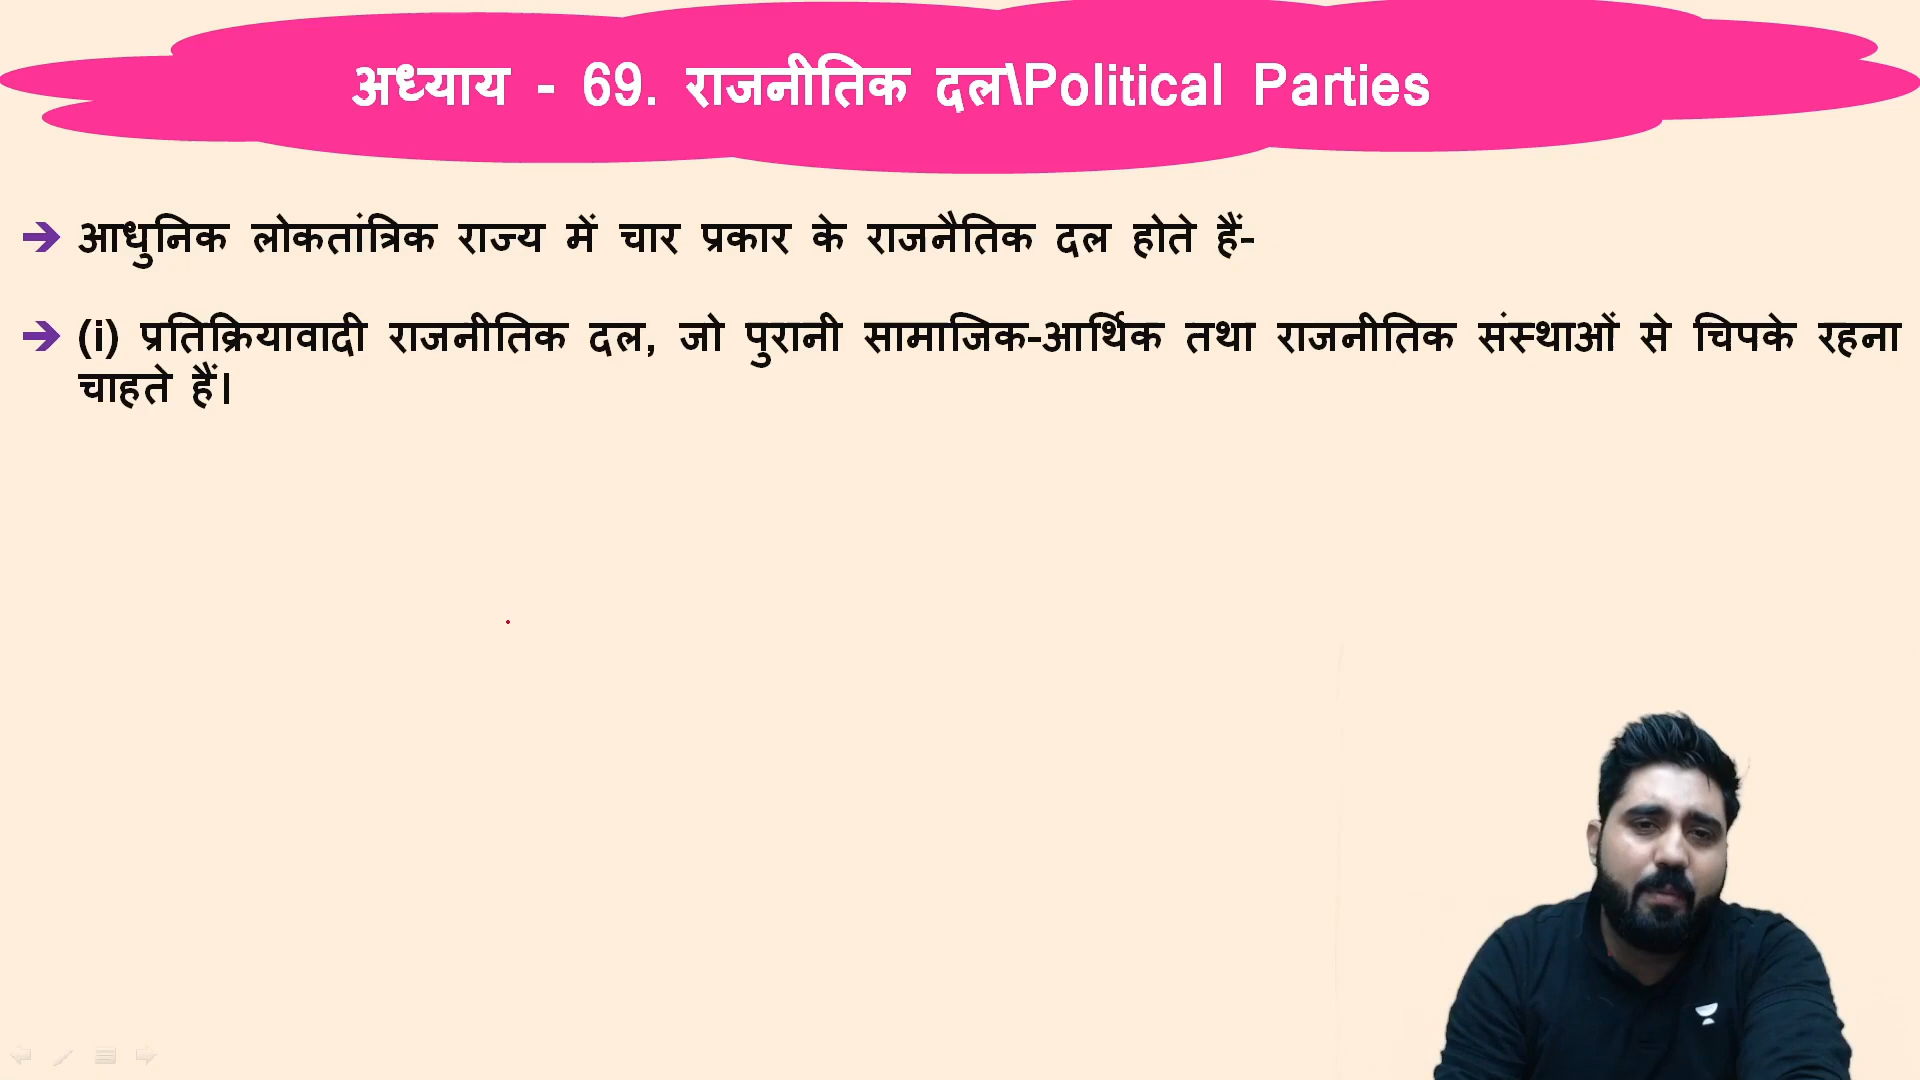 अध्याय - 69. राजनीतिक दल\Political Parties
➔ आधुनिक लोकतांत्रिक राज्य में चार प्रकार के राजनैतिक दल होते हैं-
➔ (i) प्रतिक्रियावादी राजनीतिक दल, जो पुरानी सामाजिक-आर्थिक तथा राजनीतिक संस्थाओं से चिपके रहना
चाहते हैं।